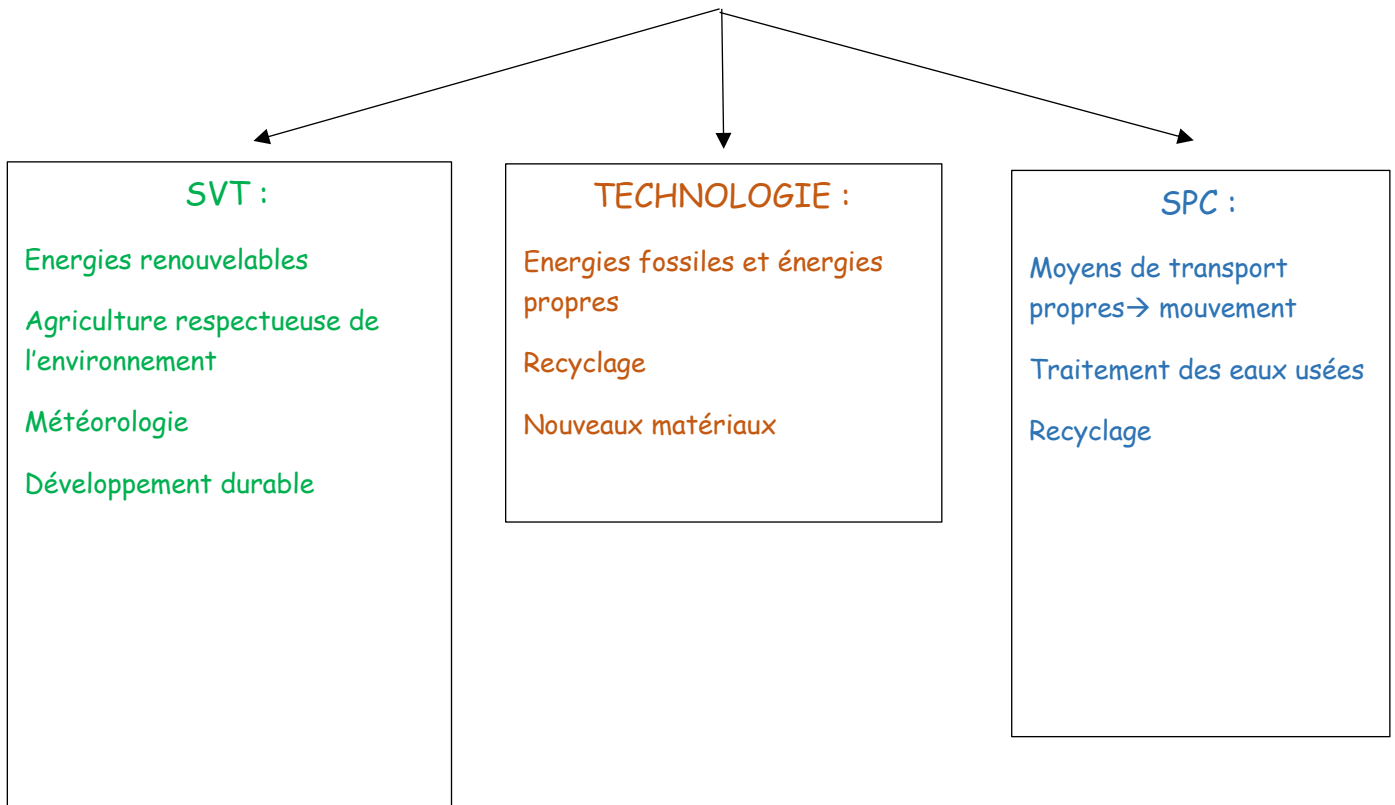 SVT :
Energies renouvelables
Agriculture respectueuse de
l'environnement
Météorologie
Développement durable
TECHNOLOGIE :
Energies fossiles et énergies
propres
Recyclage
Nouveaux matériaux
SPC :
Moyens de transport
propres→ mouvement
Traitement des eaux usées
Recyclage